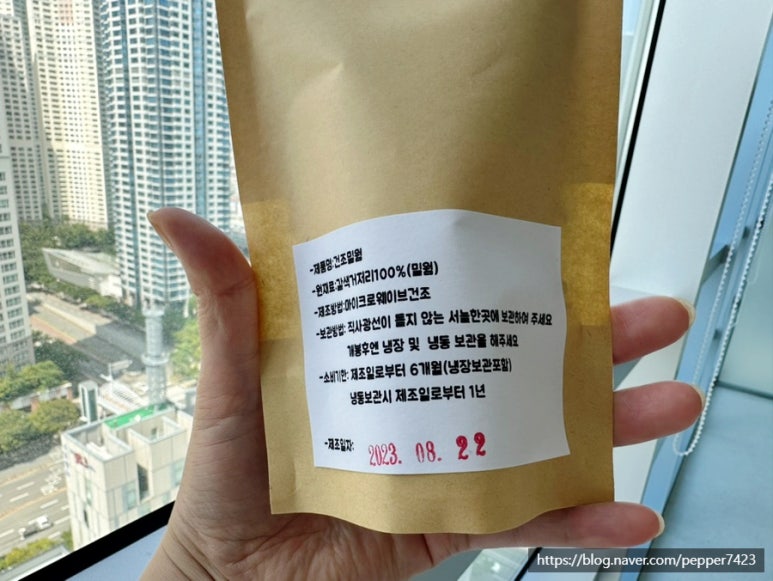 -제품명:건조밀웜
-원재료:갈색거저리100%(밀웜)
-제조방법:마이크로웨이브건조
-보관방법: 직사광선이 들지 않는 서늘한곳에 보관하여 주세요
개봉후엔 냉장 및 냉동 보관을 해주세요
-소비기한: 제조일로부터 6개월(냉장보관포함)
냉동보관시 제조일로부터 1년
-제조일자: 2023. 08. 22
https://blog.naver.com/pepper7423